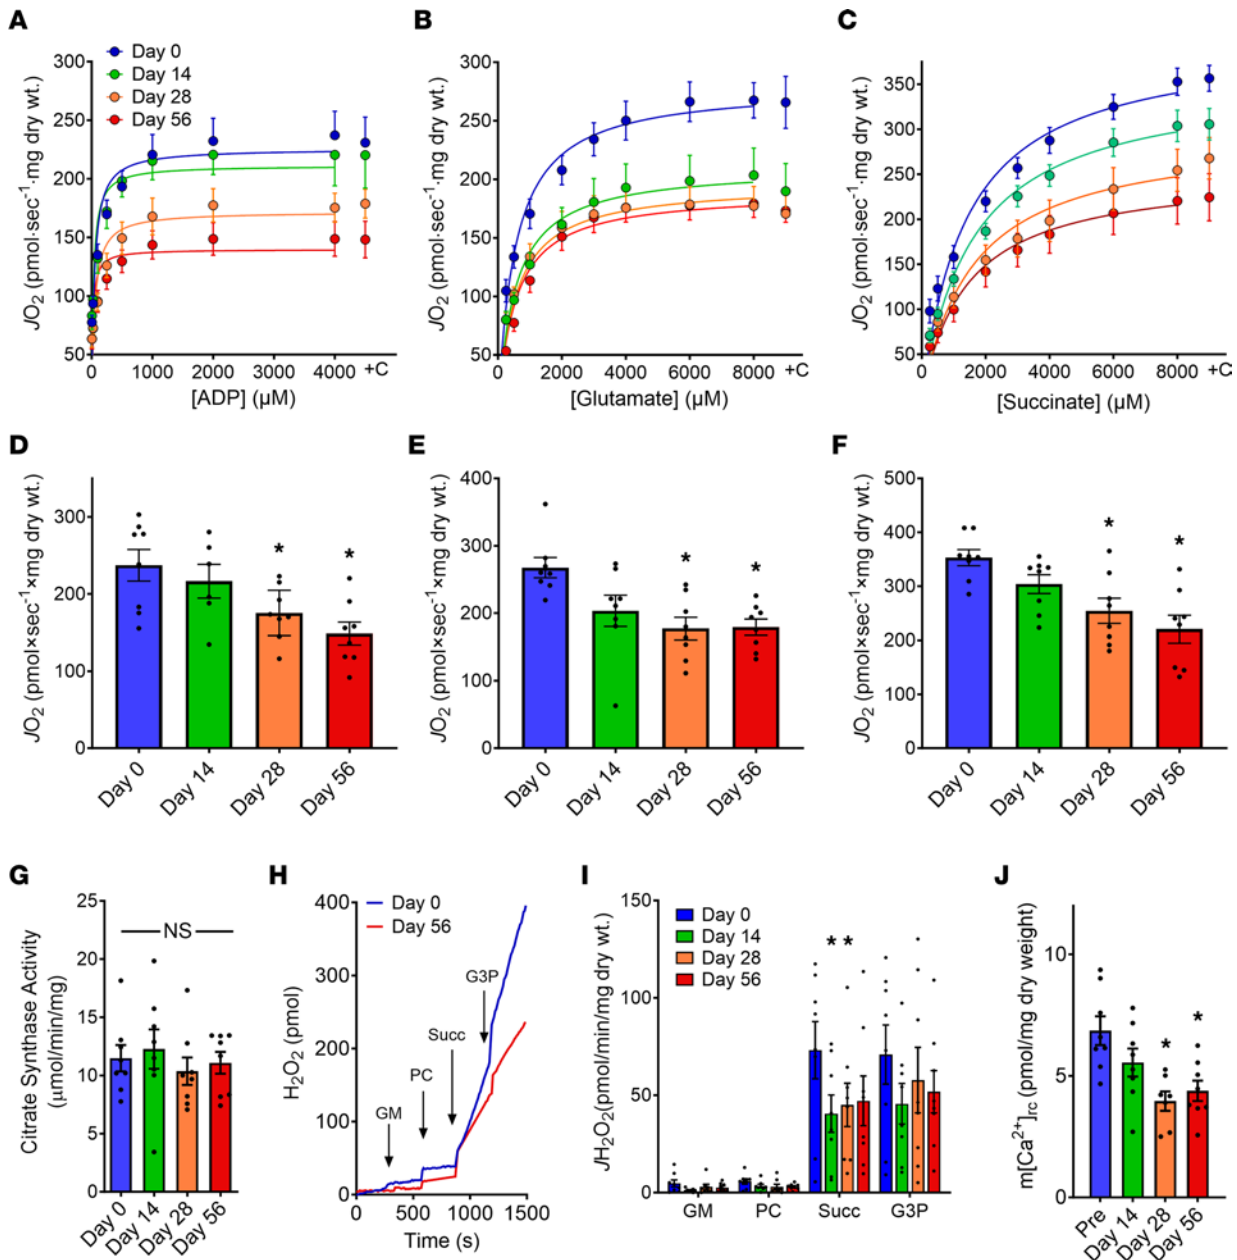 A
B
C
Day 0
Day 14
Day 28
Day 56
JO2 (pmol·sec⁻¹·mg dry wt.)
300
250
200
150
100
50
0
1000
2000
3000
4000
+C
[ADP] (µM)
JO2 (pmol·sec⁻¹·mg dry wt.)
300
250
200
150
100
50
0
2000
4000
6000
8000
+C
[Glutamate] (µM)
JO2 (pmol·sec⁻¹·mg dry wt.)
350
300
250
200
150
100
50
0
2000
4000
6000
8000
+C
[Succinate] (µM)
D
E
F
JO2 (pmol×sec⁻¹×mg dry wt.)
300
200
100
0
* *
Day 0
Day 14
Day 28
Day 56
JO2 (pmol×sec⁻¹×mg dry wt.)
400
300
200
100
0
* *
Day 0
Day 14
Day 28
Day 56
JO2 (pmol×sec⁻¹×mg dry wt.)
500
400
300
200
100
0
* *
Day 0
Day 14
Day 28
Day 56
G
H
I
J
Citrate Synthase Activity
(µmol/min/mg)
25
20
15
10
5
0
NS
Day 0
Day 14
Day 28
Day 56
H2O2 (pmol)
400
300
200
100
0
Day 0
Day 56
GM
PC
Succ
G3P
0
500
1000
1500
Time (s)
JH2O2(pmol/min/mg dry wt.)
150
100
50
0
Day 0
Day 14
Day 28
Day 56
* *
GM
PC
Succ
G3P
m[Ca²⁺]rc (pmol/mg dry weight)
10
5
0
* *
Pre
Day 14
Day 28
Day 56